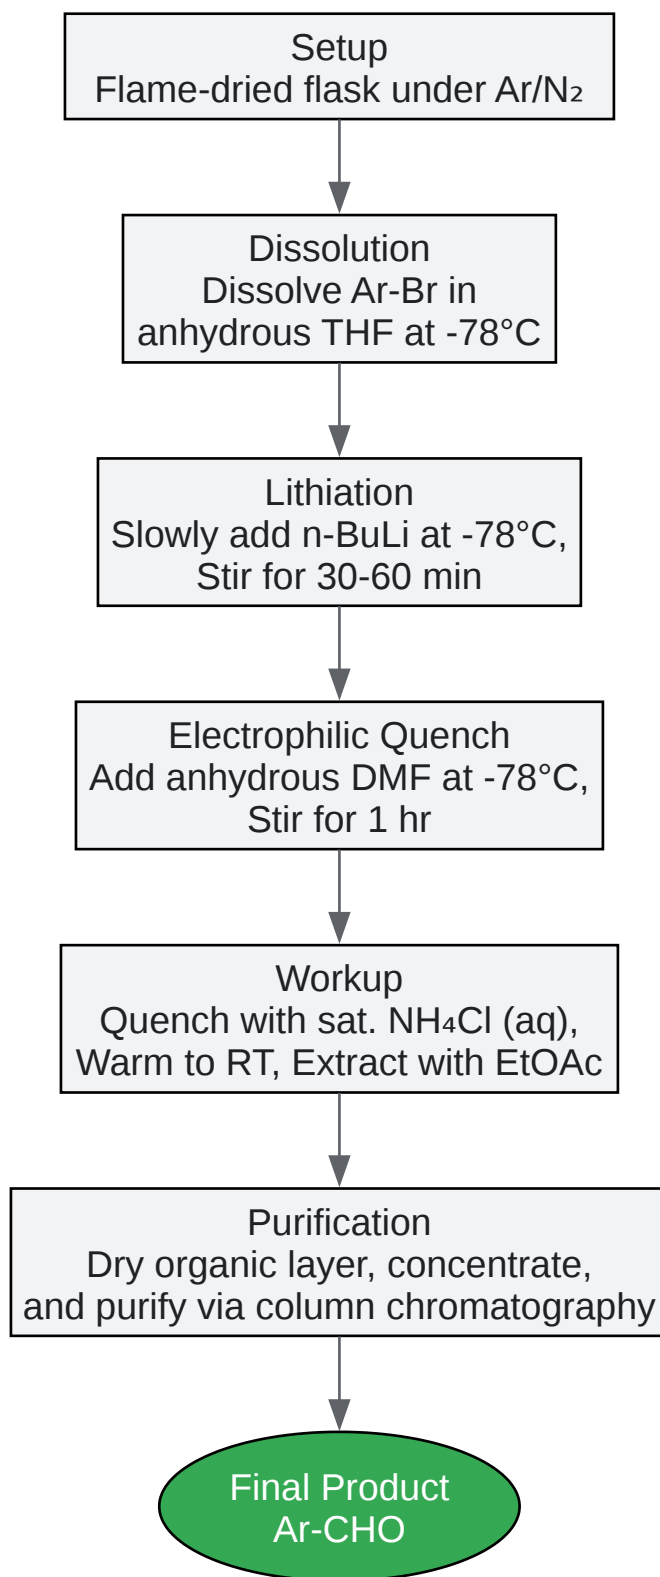 Setup
Flame-dried flask under Ar/N₂
Dissolution
Dissolve Ar-Br in
anhydrous THF at -78°C
Lithiation
Slowly add n-BuLi at -78°C,
Stir for 30-60 min
Electrophilic Quench
Add anhydrous DMF at -78°C,
Stir for 1 hr
Workup
Quench with sat. NH₄Cl (aq),
Warm to RT, Extract with EtOAc
Purification
Dry organic layer, concentrate,
and purify via column chromatography
Final Product
Ar-CHO